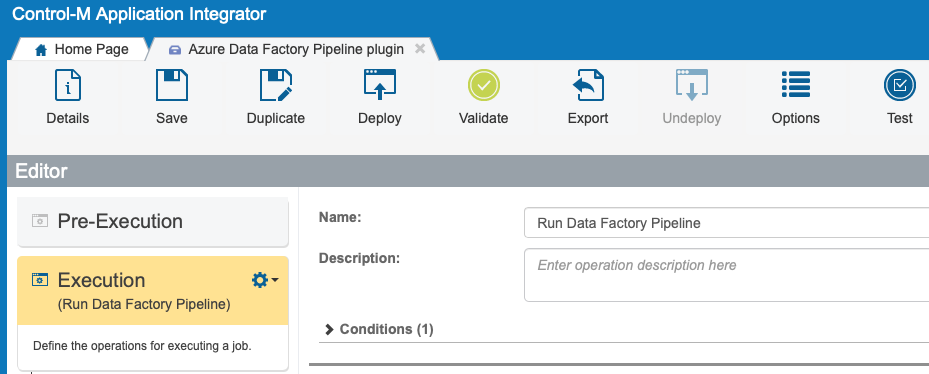 Control-M Application Integrator
Home Page Azure Data Factory Pipeline plugin
Details Save Duplicate Deploy Validate Export Undeploy Options Test
Editor
Pre-Execution
Execution
(Run Data Factory Pipeline)
Define the operations for executing a job.
Name: Run Data Factory Pipeline
Description: Enter operation description here
Conditions (1)